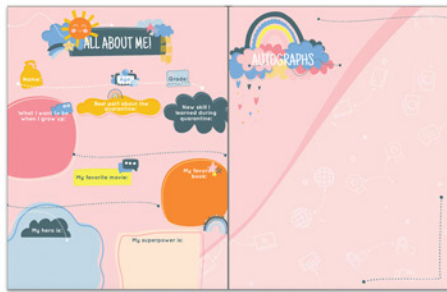 ALL ABOUT ME!
Name:
Age:
Grade:
What I want to be
when I grow up:
Best part about the
quarantine:
New skill I
learned during
quarantine:
My favorite movie:
My favorite
book:
My hero is:
My superpower is:
AUTOGRAPHS